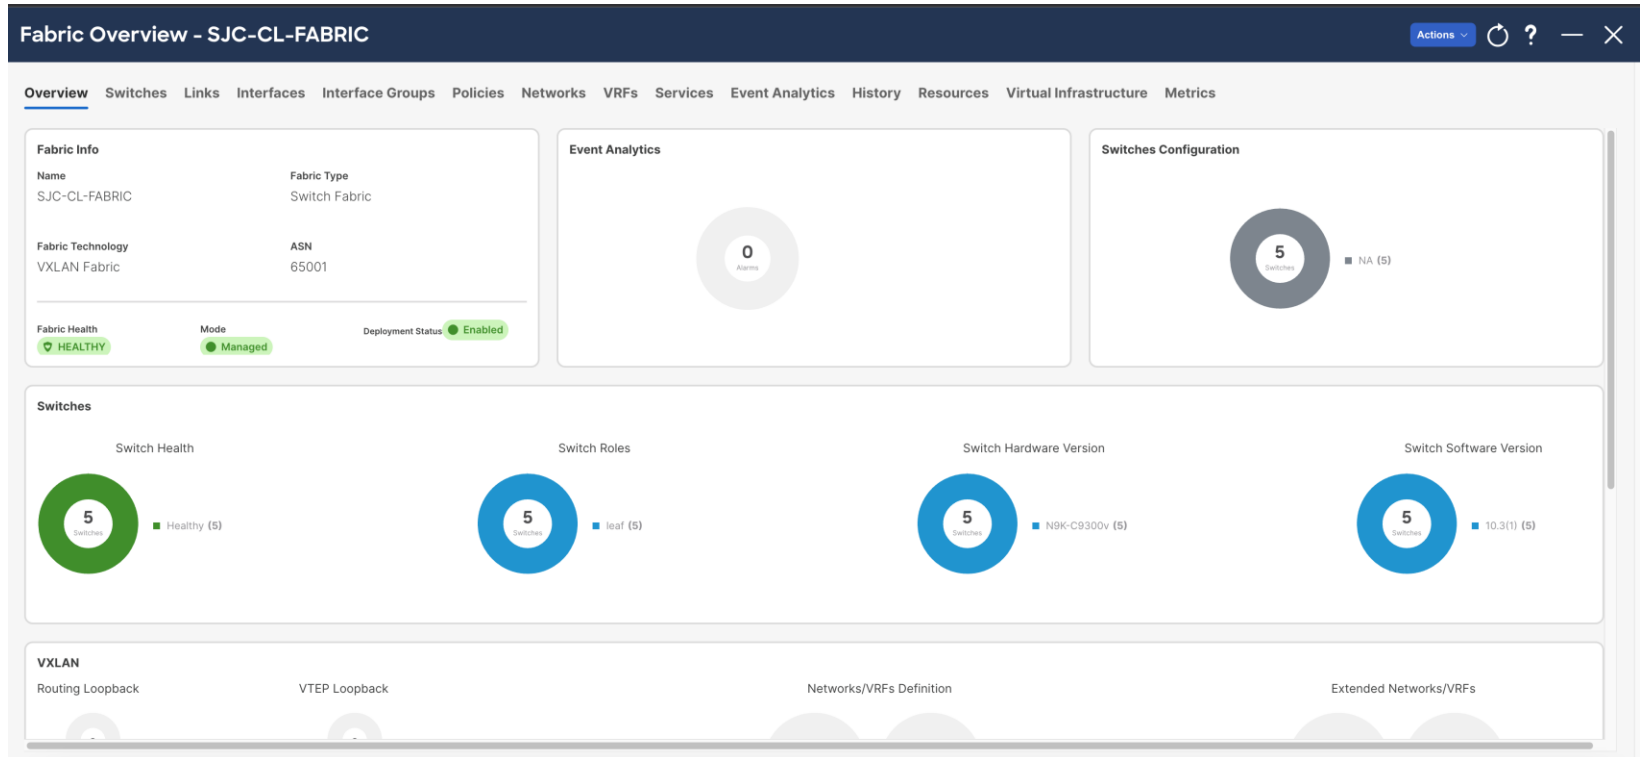 Fabric Overview - SJC-CL-FABRIC
Actions
?
Overview Switches Links Interfaces Interface Groups Policies Networks VRFs Services Event Analytics History Resources Virtual Infrastructure Metrics
Fabric Info
Name
SJC-CL-FABRIC
Fabric Type
Switch Fabric
Fabric Technology
VXLAN Fabric
ASN
65001
Fabric Health
HEALTHY
Mode
Managed
Deployment Status Enabled
Event Analytics
0
Alarms
Switches Configuration
5
Switches
NA (5)
Switches
Switch Health
5
Switches
Healthy (5)
Switch Roles
5
Switches
leaf (5)
Switch Hardware Version
5
Switches
N9K-C9300v (5)
Switch Software Version
5
Switches
10.3(1) (5)
VXLAN
Routing Loopback
VTEP Loopback
Networks/VRFs Definition
Extended Networks/VRFs